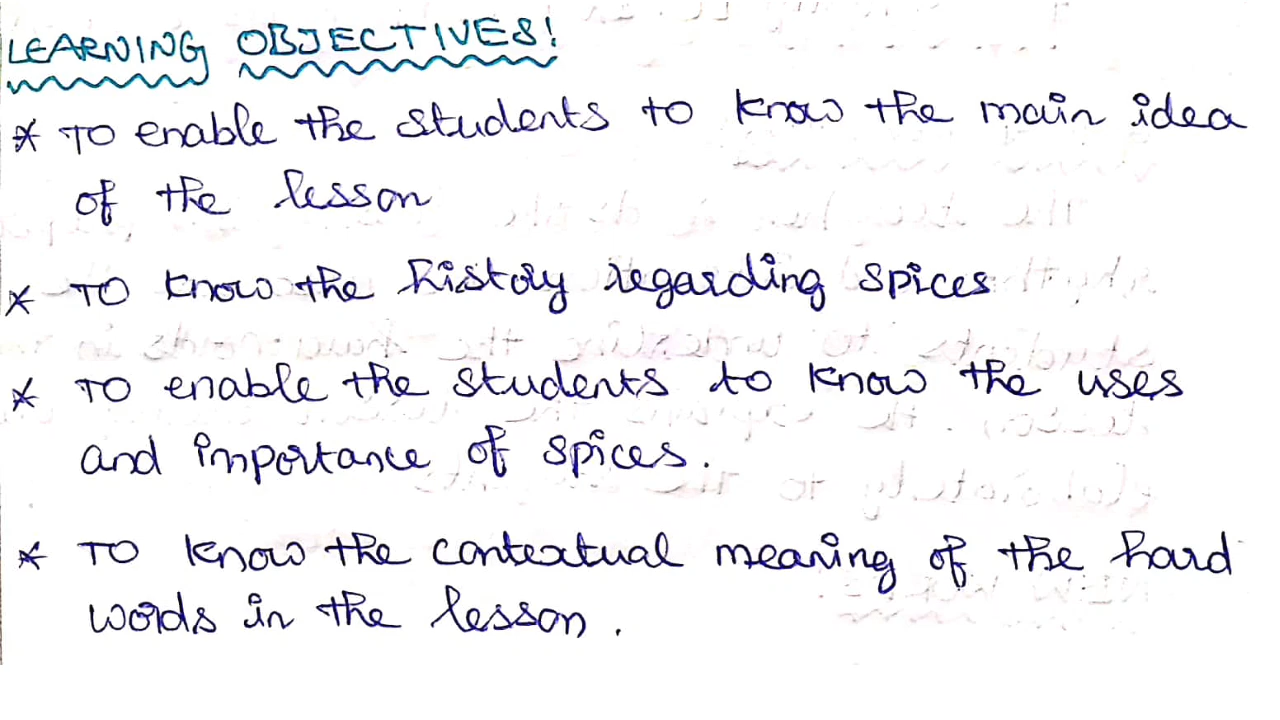 LEARNING OBJECTIVES!
* TO enable the students to know the main idea
of the lesson
* TO know the history regarding spices
* TO enable the students to know the uses
and importance of spices.
* TO know the contextual meaning of the hard
words in the lesson.